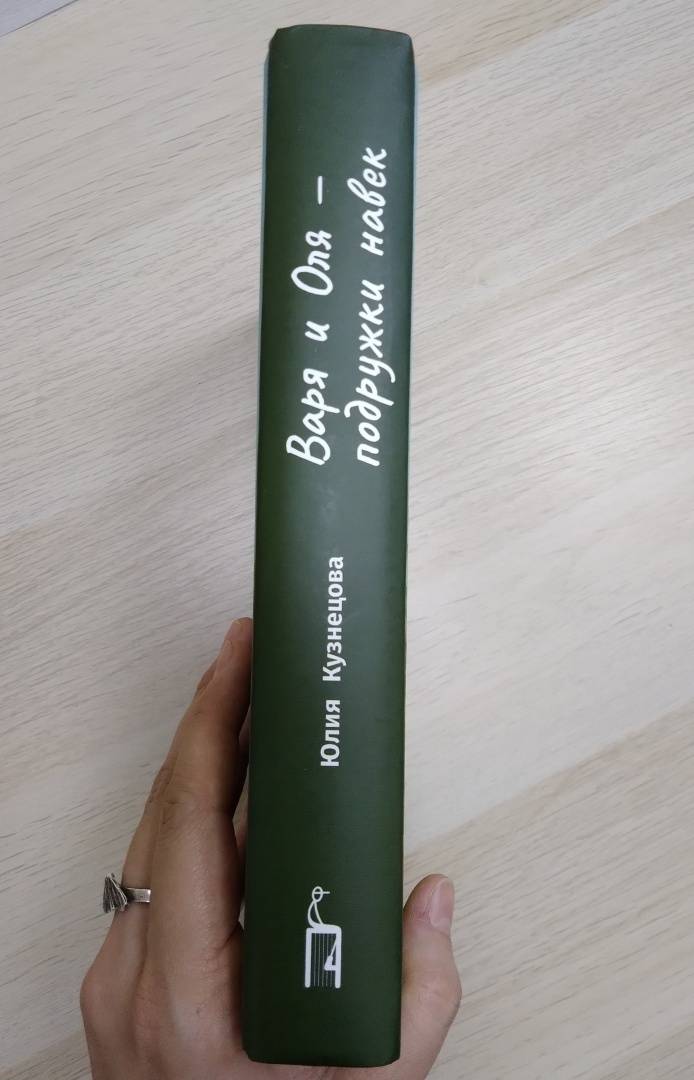 Юлия Кузнецова
Варя и Оля –
подружки навек